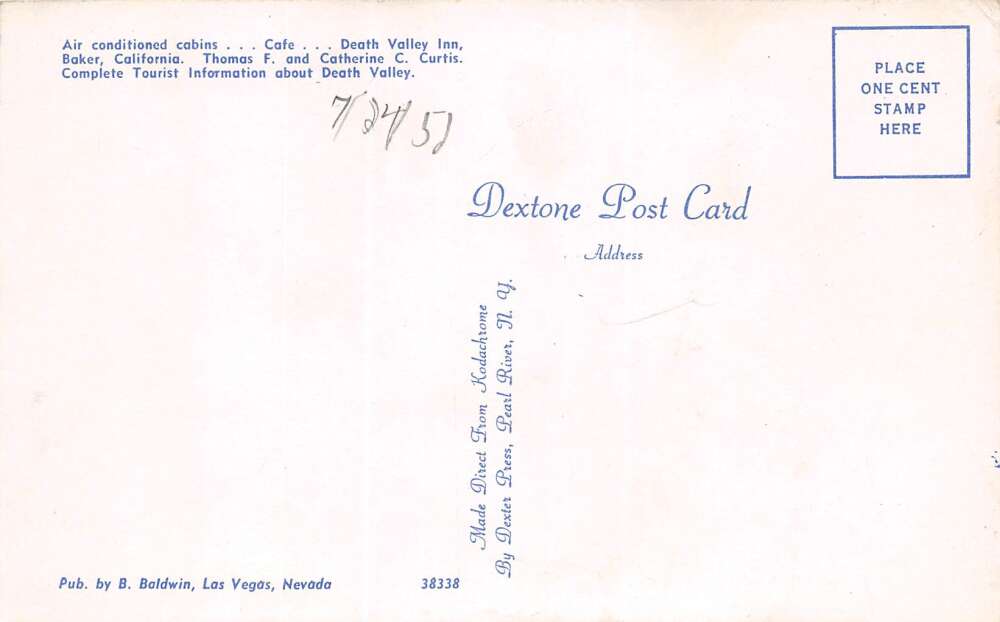 Air conditioned cabins . . . Cafe . . . Death Valley Inn,
Baker, California. Thomas F. and Catherine C. Curtis.
Complete Tourist Information about Death Valley.
7/24/52
PLACE
ONE CENT
STAMP
HERE
Dextone Post Card
Address
Made Direct From Kodachrome
By Dexter Press, Pearl River, N. Y.
Pub. by B. Baldwin, Las Vegas, Nevada
38338